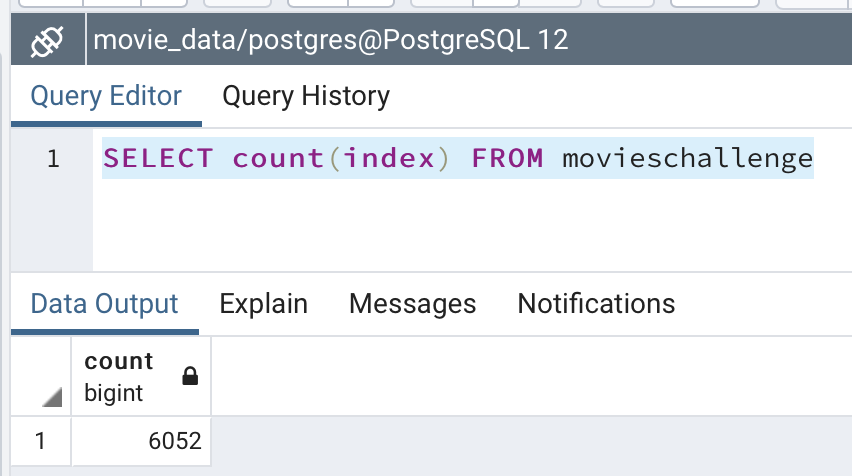 movie_data/postgres@PostgreSQL 12
Query Editor Query History
1 SELECT count(index) FROM movieschallenge
Data Output Explain Messages Notifications
count
bigint
1 6052